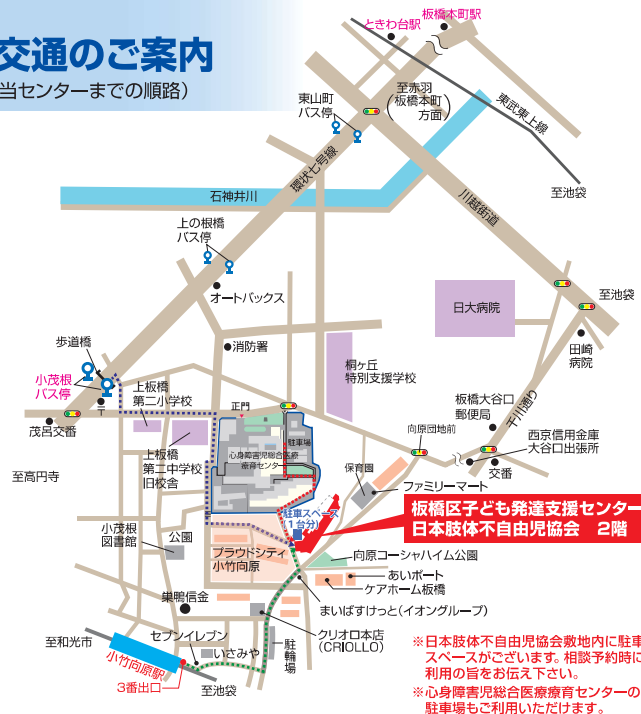 交通のご案内
当センターまでの順路）
ときわ台駅
板橋本町駅
至赤羽
（板橋本町
方面）
東武東上線
至池袋
東山町
バス停
環状七号線
石神井川
川越街道
上の根橋
バス停
オートバックス
日大病院
至池袋
田崎
病院
歩道橋
消防署
桐ヶ丘
特別支援学校
小茂根
バス停
〒
上板橋
第二小学校
正門
板橋大谷口
郵便局
千川通り
茂呂交番
上板橋
第二中学校
旧校舎
駐車場
心身障害児総合医療
療育センター
向原団地前
西京信用金庫
大谷口出張所
交番
至高円寺
保育園
ファミリーマート
駐車スペース
（1台分）
板橋区子ども発達支援センター
日本肢体不自由児協会　2階
小茂根
図書館
公園
プラウドシティ
小竹向原
向原コーシャハイム公園
あいポート
ケアホーム板橋
巣鴨信金
まいばすけっと（イオングループ）
至和光市
セブンイレブン
いさみや
クリオロ本店
（CRIOLLO）
駐輪場
小竹向原駅
3番出口
至池袋
※日本肢体不自由児協会敷地内に駐車
スペースがございます。相談予約時に
利用の旨をお伝え下さい。
※心身障害児総合医療療育センターの
駐車場もご利用いただけます。